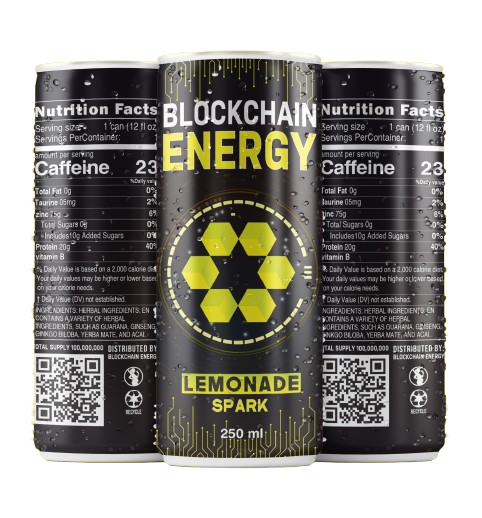 Nutrition Facts
Serving size 1 can (12 fl oz)
Servings PerContainer:
amount per serving
Caffeine 23
%Daily val
Total Fat 0g 0%
Taurine 05mg 2%
zinc 75g 6%
Total Sugars 0g 0%
Includes10g Added Sugars 0%
Protein 20g 40%
vitamin B
% Daily Value is based on a 2,000 calorie diet
Your daily values may be higher or lower
on your calorie needs.
† Daily Value (DV) not established.
HERBAL INGREDIENTS: EN
CONTAINS A VARIETY OF HERBAL
INGREDIENTS, SUCH AS GUARANA, GINSENG,
GINKGO BILOBA, YERBA MATE, AND ACAI.
TOTAL SUPPLY 100,000,000
DISTRIBUTED BY
BLOCKCHAIN ENERGY
RECYCLE
BLOCKCHAIN
ENERGY
LEMONADE
SPARK
250 ml
Nutrition Facts
Serving size 1 can (12 fl oz)
Servings PerContainer:
amount per serving
Caffeine 23
%Daily val
Total Fat 0g 0%
Taurine 05mg 2%
zinc 75g 6%
Total Sugars 0g 0%
Includes10g Added Sugars 0%
Protein 20g 40%
vitamin B
% Daily Value is based on a 2,000 calorie diet
Your daily values may be higher or lower
on your calorie needs.
† Daily Value (DV) not established.
HERBAL INGREDIENTS: EN
CONTAINS A VARIETY OF HERBAL
INGREDIENTS, SUCH AS GUARANA, GINSENG,
GINKGO BILOBA, YERBA MATE, AND ACAI.
TOTAL SUPPLY 100,000,000
DISTRIBUTED BY
BLOCKCHAIN ENERGY
RECYCLE